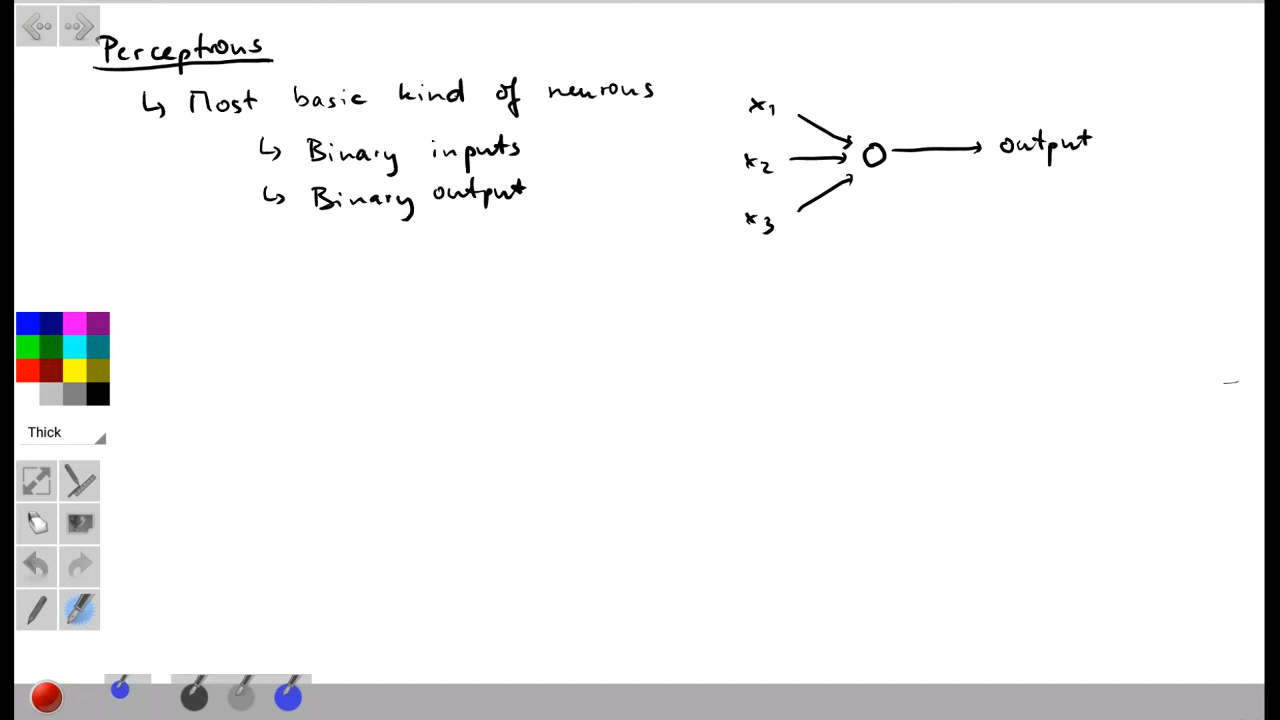 Perceptrons
↳ Most basic kind of neurons
↳ Binary inputs
↳ Binary output
x1
x2
x3
output
Thick